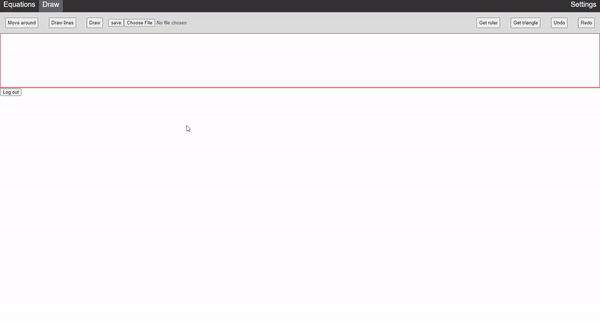 Equations Draw Settings
Move around Draw lines Draw save Choose File No file chosen Get ruler Get triangle Undo Redo
Log out